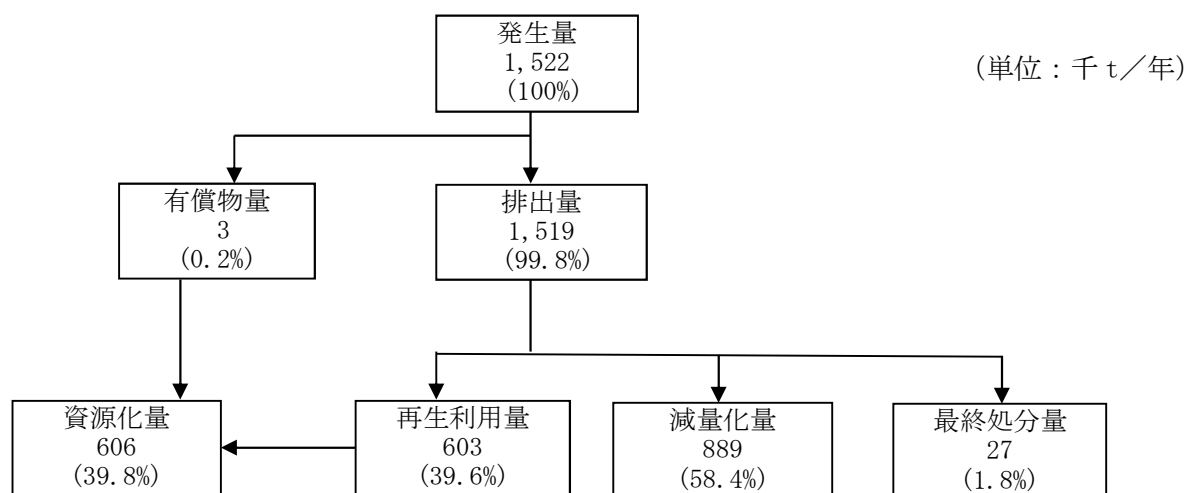 発生量
1,522
(100%)
(単位：千ｔ／年)
有償物量
3
(0.2%)
排出量
1,519
(99.8%)
資源化量
606
(39.8%)
再生利用量
603
(39.6%)
減量化量
889
(58.4%)
最終処分量
27
(1.8%)